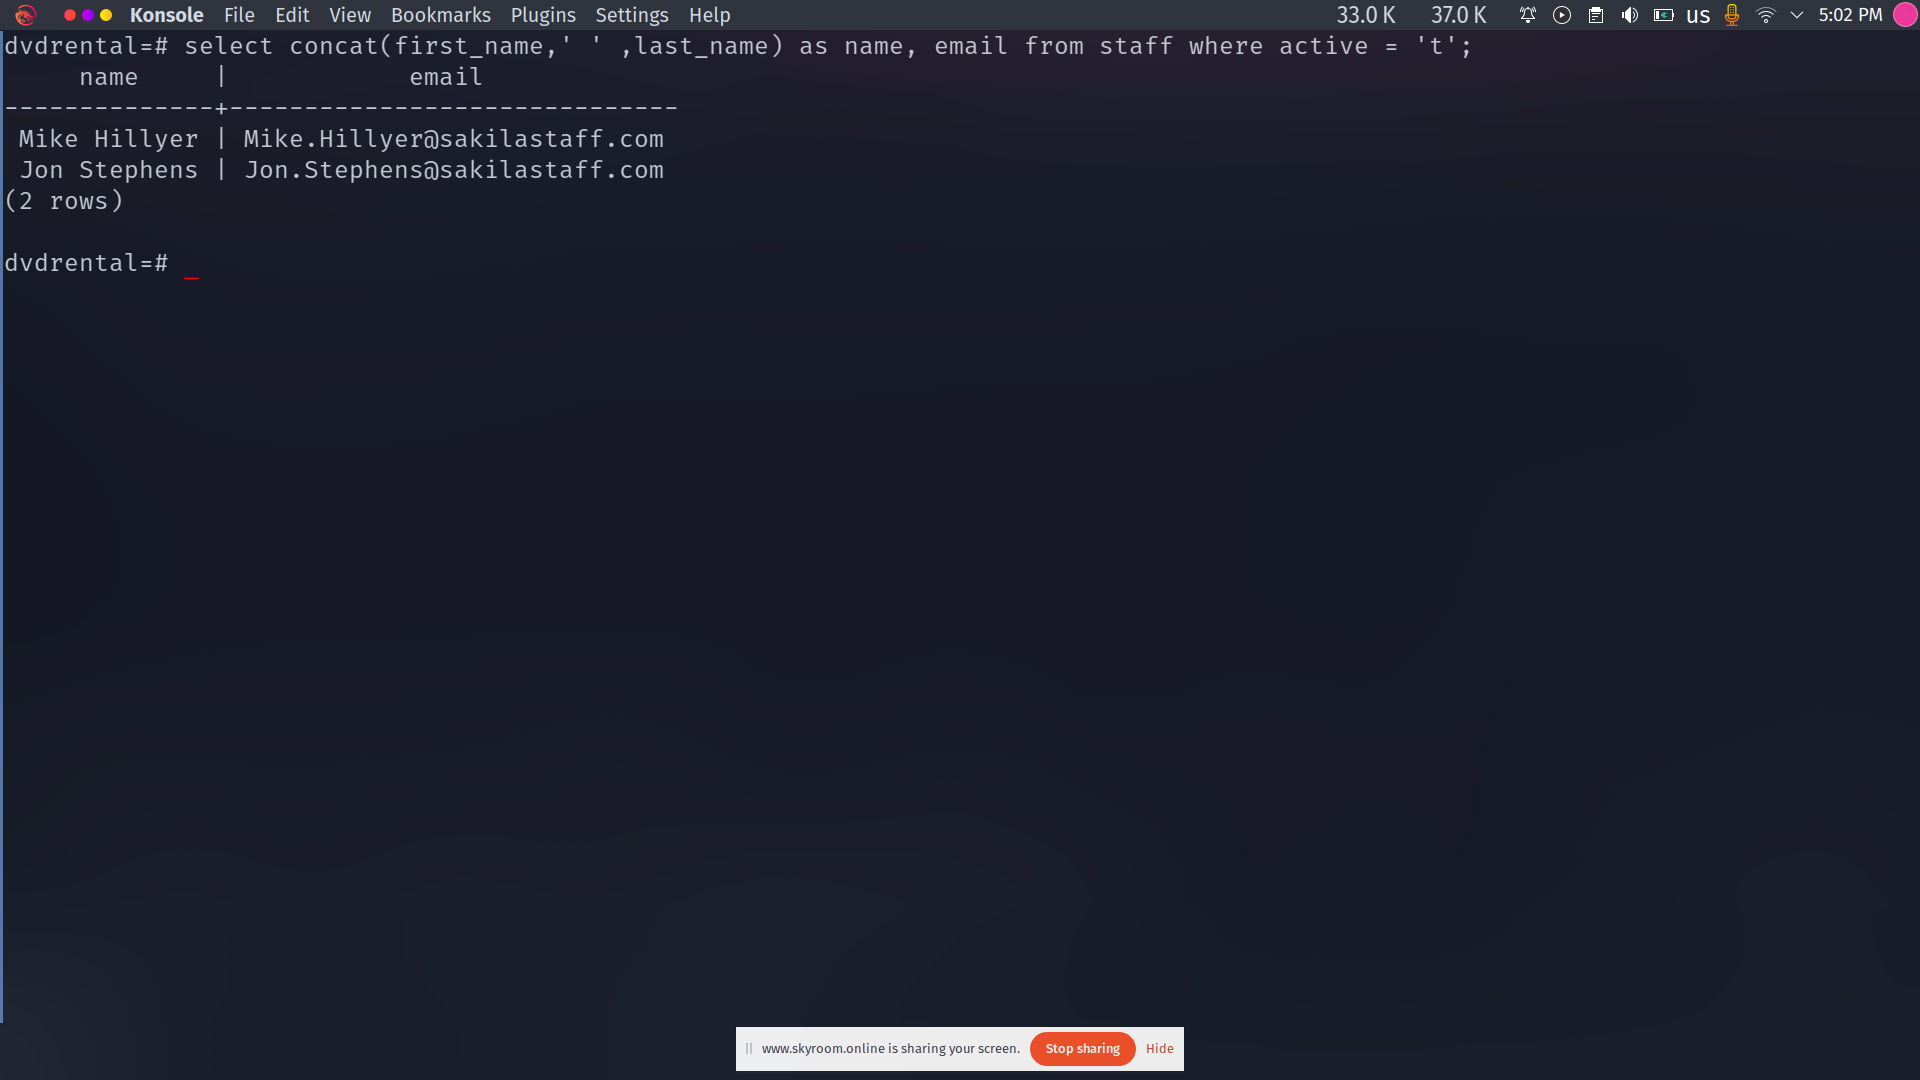 Konsole File Edit View Bookmarks Plugins Settings Help 33.0 K 37.0 K us 5:02 PM
dvdrental=# select concat(first_name,' ' ,last_name) as name, email from staff where active = 't';
     name     |            email
--------------+------------------------------
 Mike Hillyer | Mike.Hillyer@sakilastaff.com
 Jon Stephens | Jon.Stephens@sakilastaff.com
(2 rows)
dvdrental=# _
www.skyroom.online is sharing your screen. Stop sharing Hide